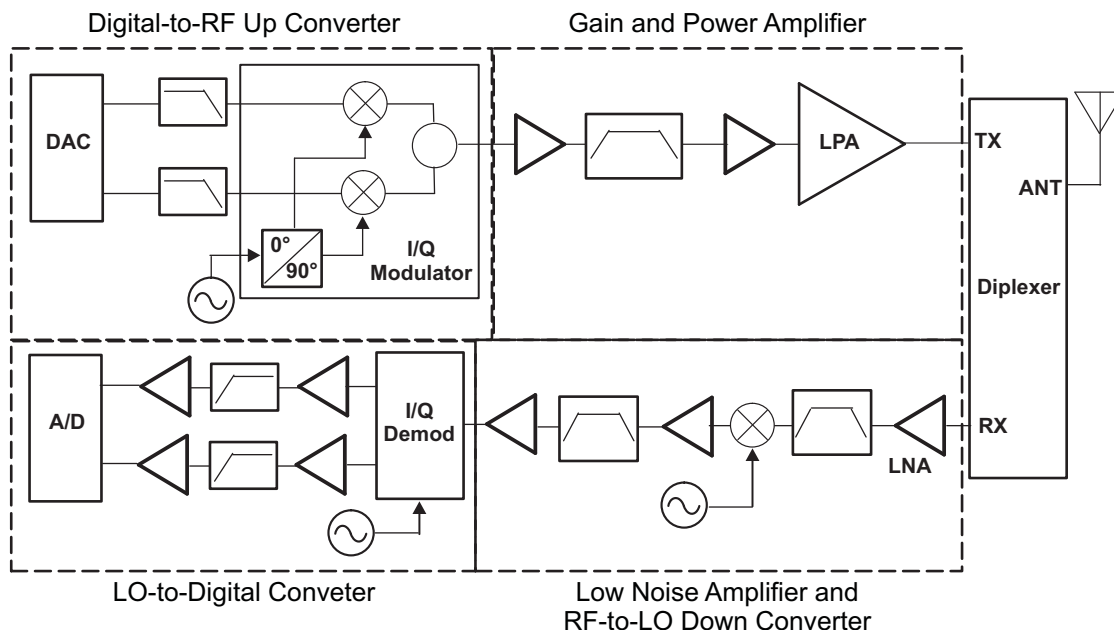 Digital-to-RF Up Converter
Gain and Power Amplifier
DAC
0°
90°
I/Q
Modulator
LPA
TX
ANT
Diplexer
A/D
I/Q
Demod
LNA
RX
LO-to-Digital Conveter
Low Noise Amplifier and
RF-to-LO Down Converter